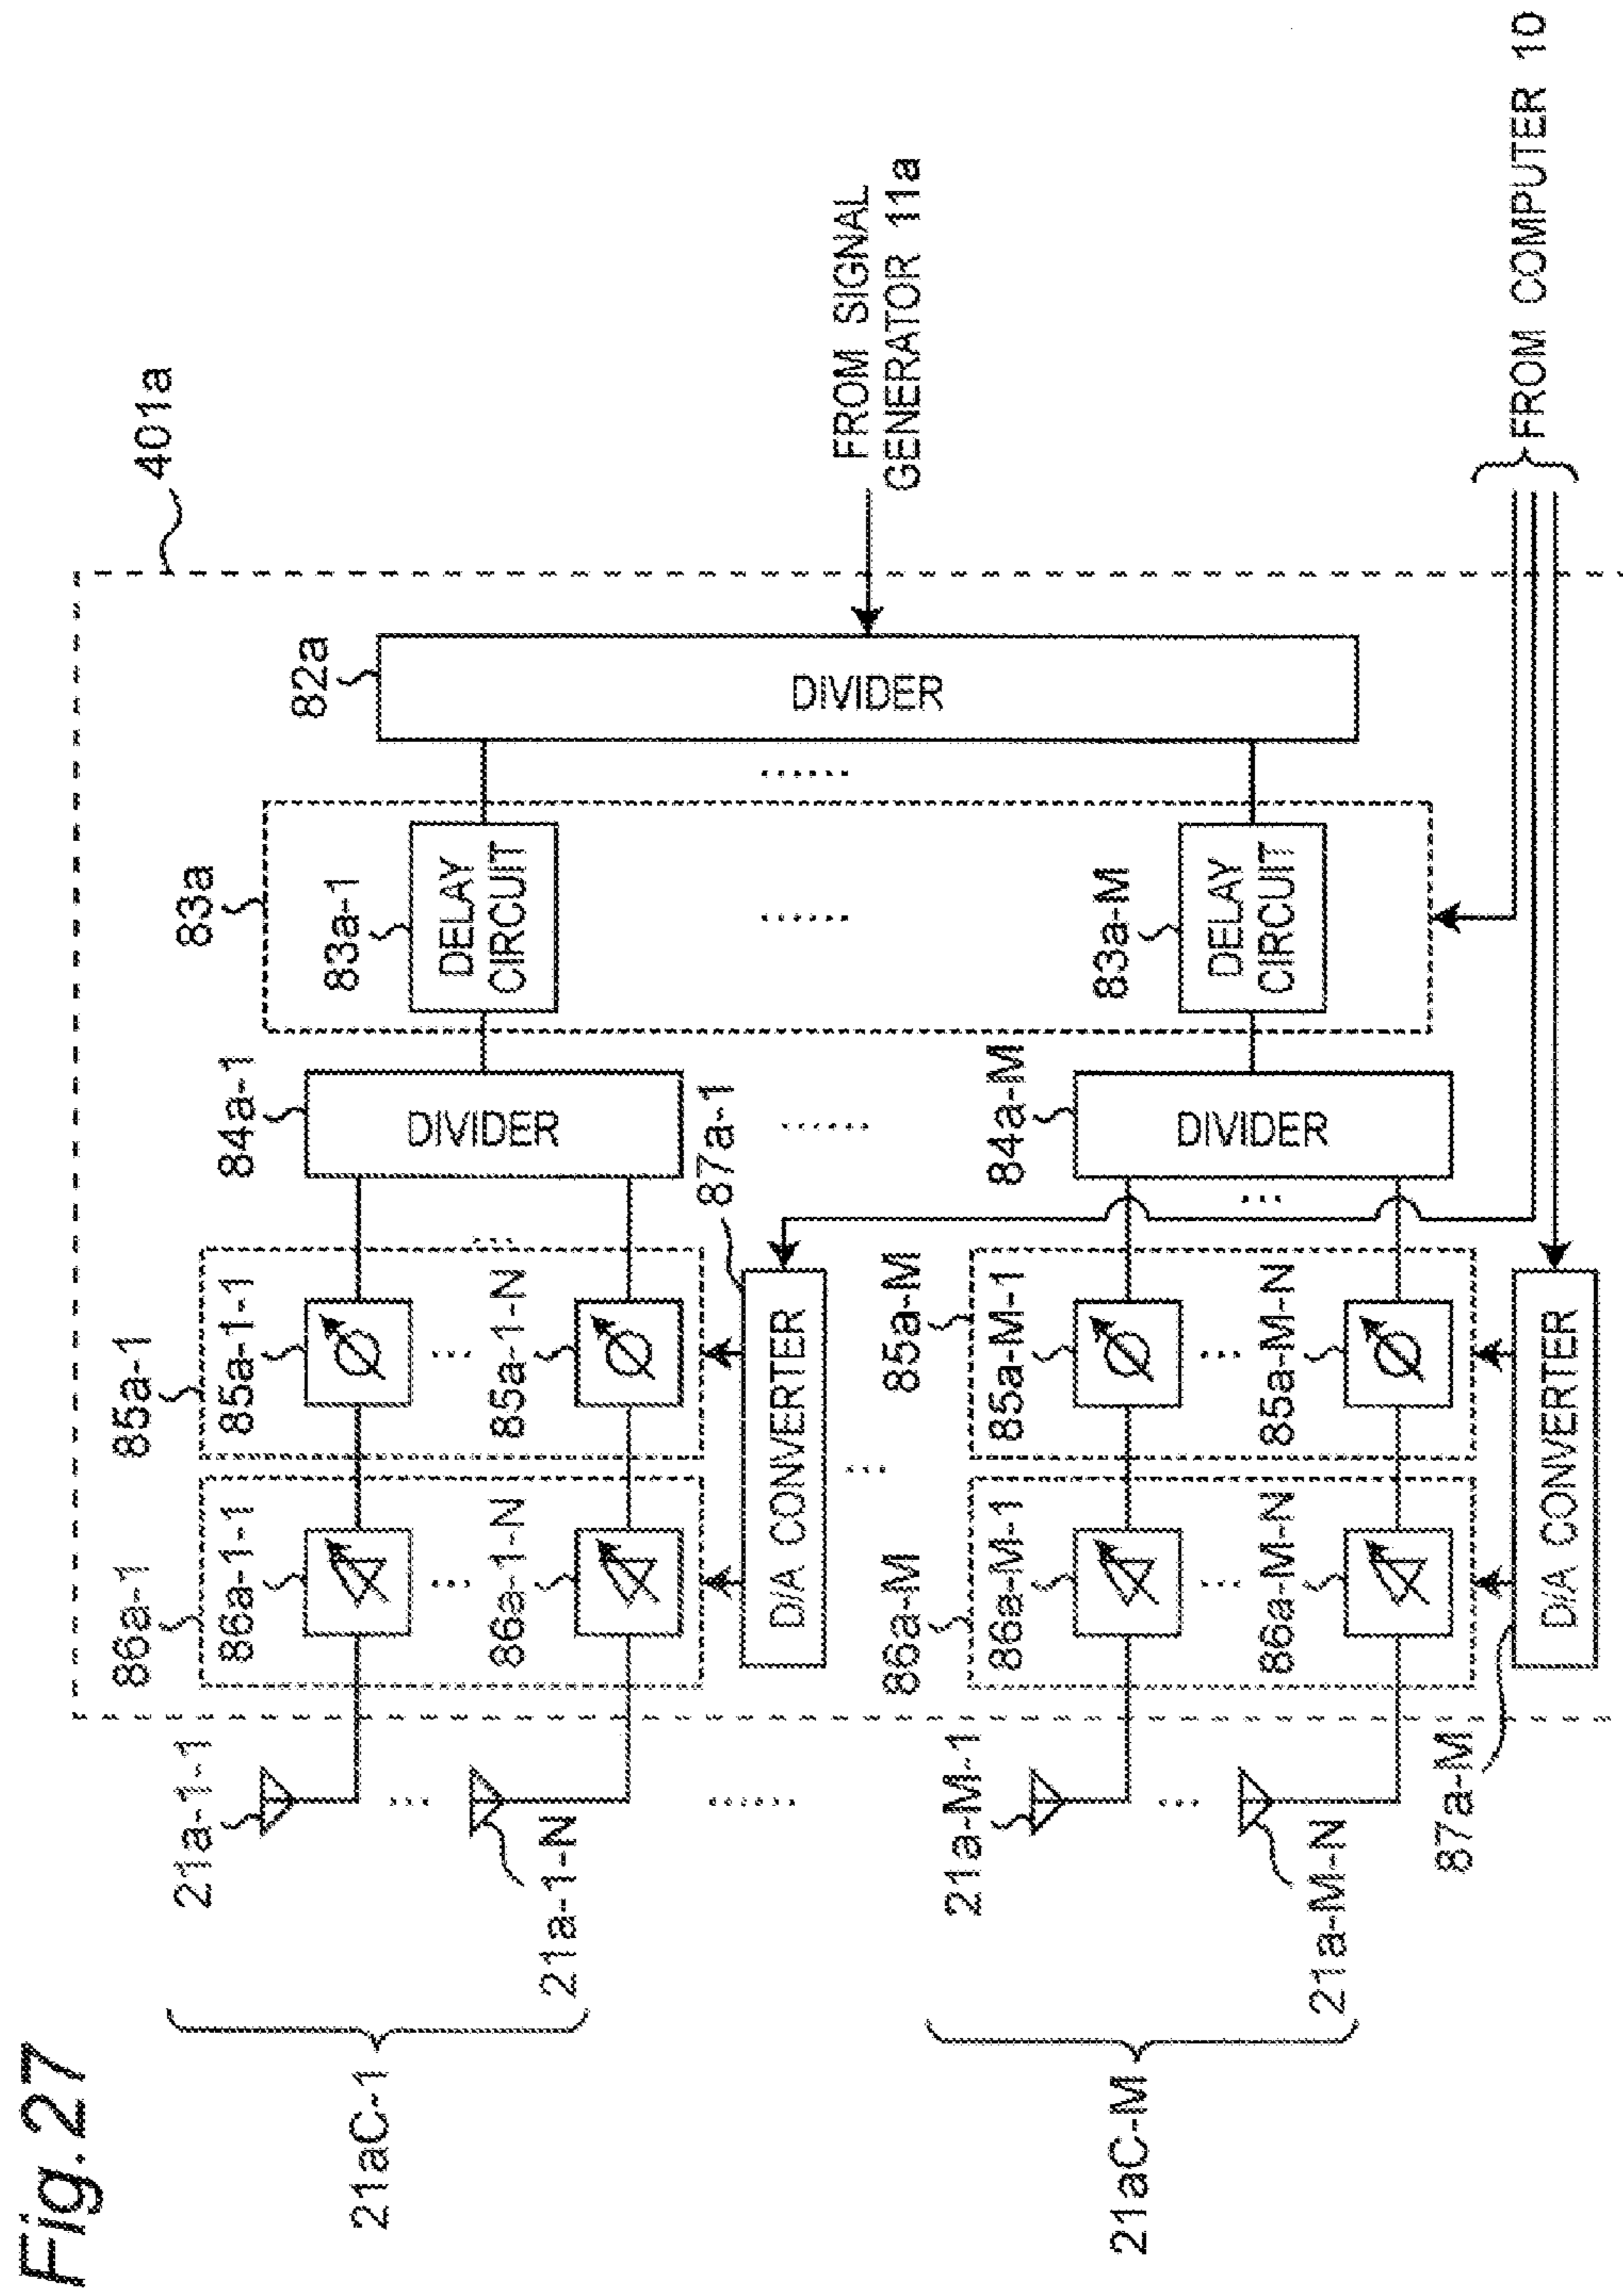 Fig.27
401a
82a
DIVIDER
FROM SIGNAL
GENERATOR 11a
83a
83a-1
DELAY
CIRCUIT
......
83a-M
DELAY
CIRCUIT
......
84a-1
DIVIDER
......
84a-M
DIVIDER
...
87a-1
D/A CONVERTER
...
85a-1
85a-1-1
...
85a-1-N
...
85a-M
85a-M-1
...
85a-M-N
86a-1
86a-1-1
...
86a-1-N
86a-M
86a-M-1
...
86a-M-N
D/A CONVERTER
87a-M
21a-1-1
...
21a-1-N
......
21a-M-1
...
21a-M-N
21aC-1
21aC-M
FROM COMPUTER 10